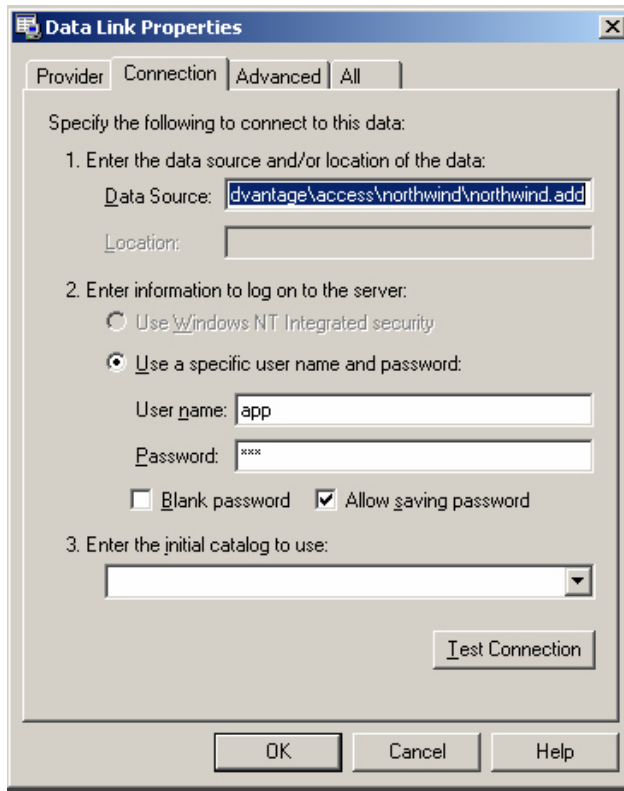 Data Link Properties
Provider Connection Advanced All
Specify the following to connect to this data:
1. Enter the data source and/or location of the data:
Data Source: dvantage\access\northwind\northwind.add
Location:
2. Enter information to log on to the server:
Use Windows NT Integrated security
Use a specific user name and password:
User name: app
Password: ***
Blank password Allow saving password
3. Enter the initial catalog to use:
Test Connection
OK Cancel Help